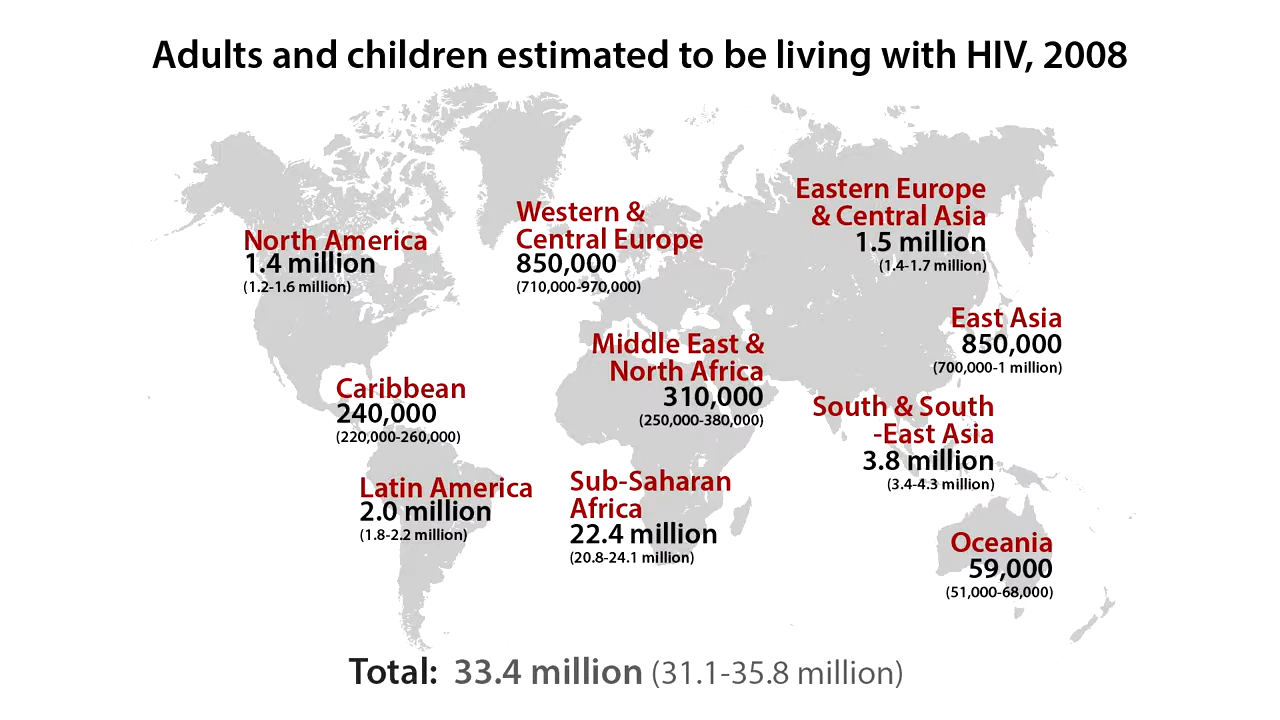 Adults and children estimated to be living with HIV, 2008
North America
1.4 million
(1.2-1.6 million)
Western &
Central Europe
850,000
(710,000-970,000)
Eastern Europe
& Central Asia
1.5 million
(1.4-1.7 million)
East Asia
850,000
(700,000-1 million)
Middle East &
North Africa
310,000
(250,000-380,000)
Caribbean
240,000
(220,000-260,000)
South & South
-East Asia
3.8 million
(3.4-4.3 million)
Latin America
2.0 million
(1.8-2.2 million)
Sub-Saharan
Africa
22.4 million
(20.8-24.1 million)
Oceania
59,000
(51,000-68,000)
Total: 33.4 million (31.1-35.8 million)